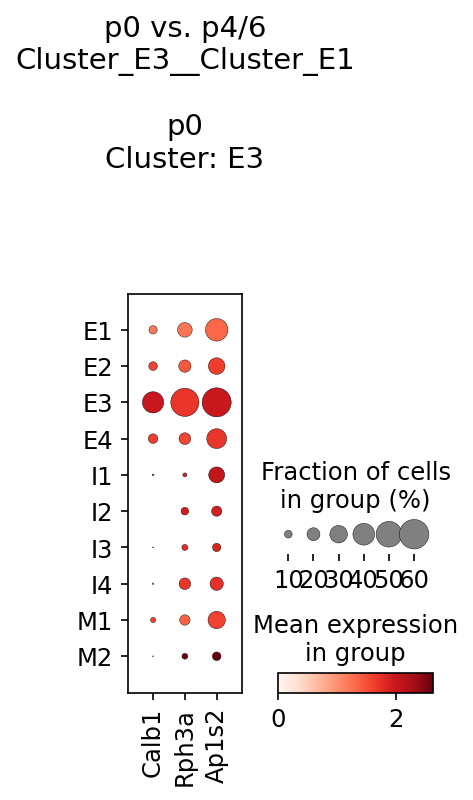 p0 vs. p4/6
Cluster_E3__Cluster_E1
p0
Cluster: E3
E1
E2
E3
E4
I1
I2
I3
I4
M1
M2
Calb1
Rph3a
Ap1s2
Fraction of cells
in group (%)
10 20 30 40 50 60
Mean expression
in group
0 2